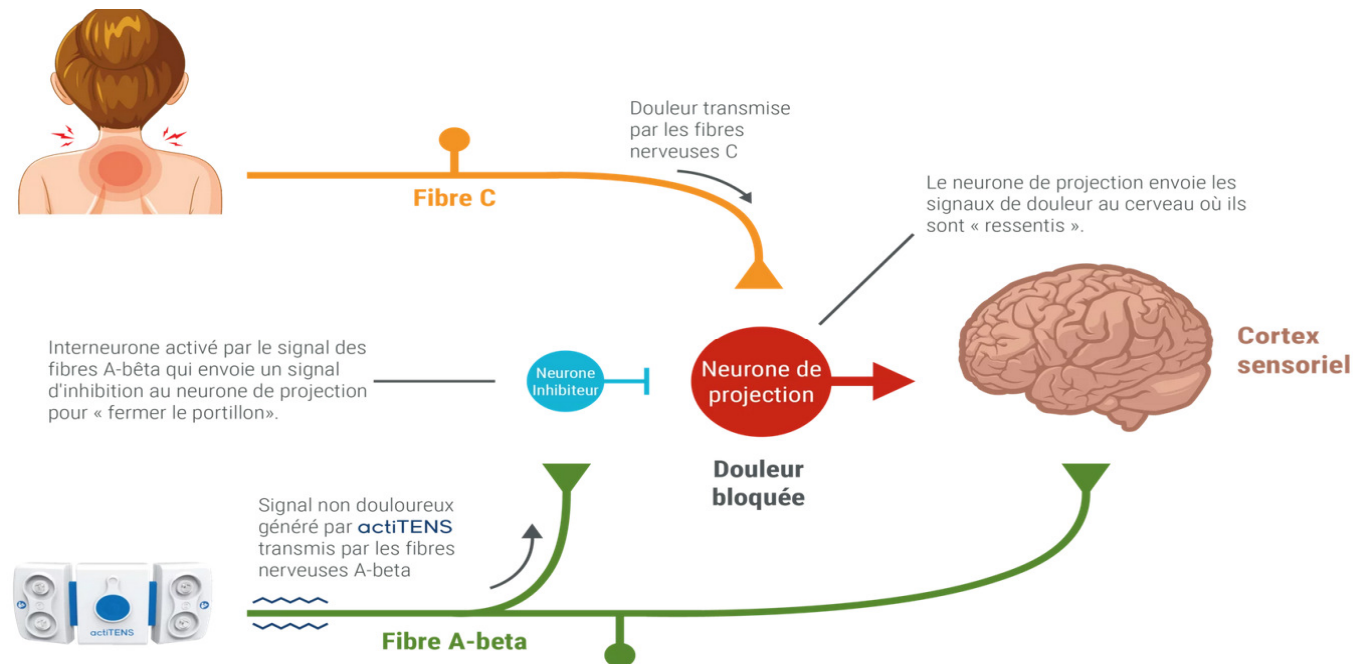 Douleur transmise
par les fibres
nerveuses C
Fibre C
Le neurone de projection envoie les
signaux de douleur au cerveau où ils
sont « ressentis ».
Interneurone activé par le signal des
fibres A-bêta qui envoie un signal
d'inhibition au neurone de projection
pour « fermer le portillon».
Neurone
Inhibiteur
Neurone de
projection
Cortex
sensoriel
Douleur
bloquée
Signal non douloureux
généré par actiTENS
transmis par les fibres
nerveuses A-beta
actiTENS
Fibre A-beta